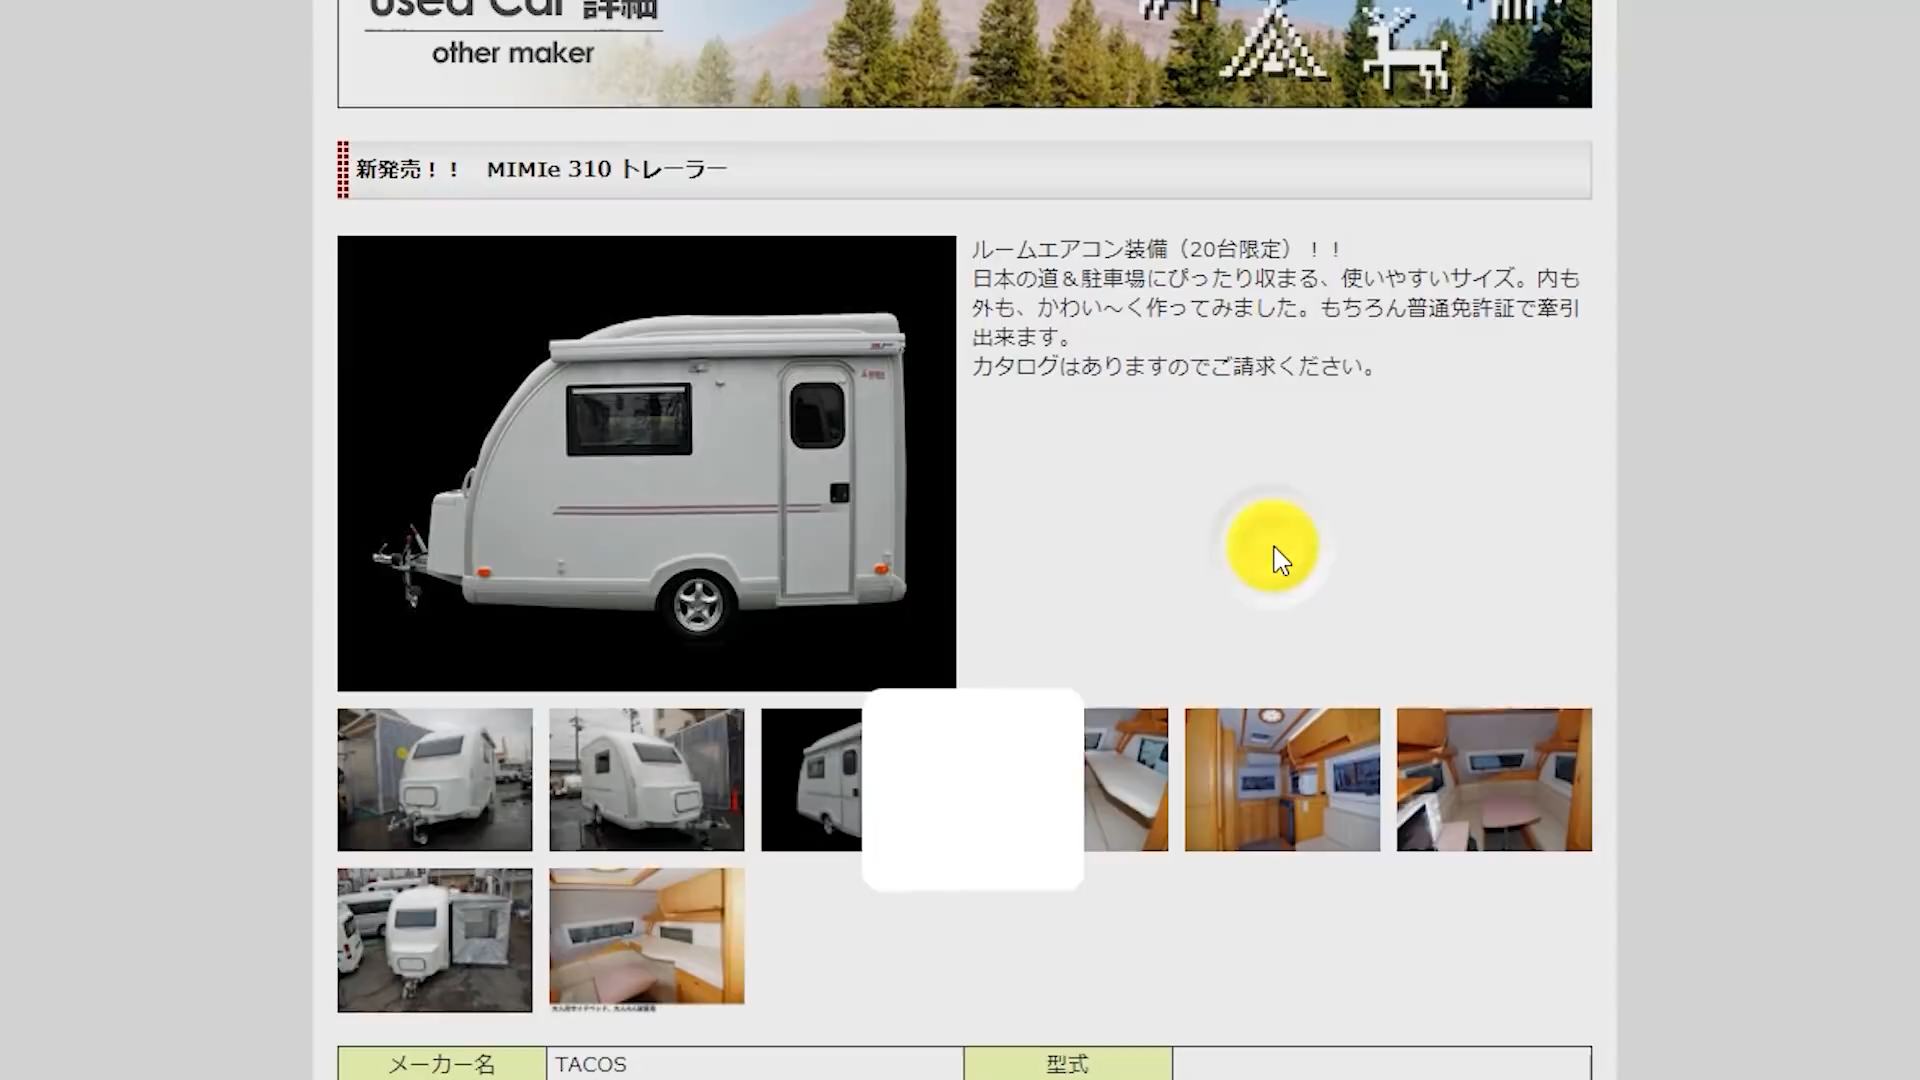 Used Car 詳細
other maker
新発売！！　MIMIe 310 トレーラー
ルームエアコン装備（20台限定）！！
日本の道＆駐車場にぴったり収まる、使いやすいサイズ。内も
外も、かわい～く作ってみました。もちろん普通免許証で牽引
出来ます。
カタログはありますのでご請求ください。
メーカー名 TACOS 型式